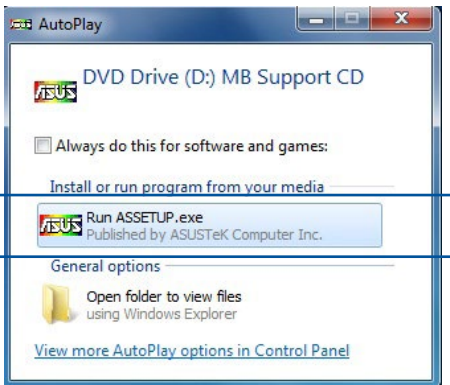 AutoPlay
DVD Drive (D:) MB Support CD
ASUS
Always do this for software and games:
Install or run program from your media
ASUS
Run ASSETUP.exe
Published by ASUSTeK Computer Inc.
General options
Open folder to view files
using Windows Explorer
View more AutoPlay options in Control Panel